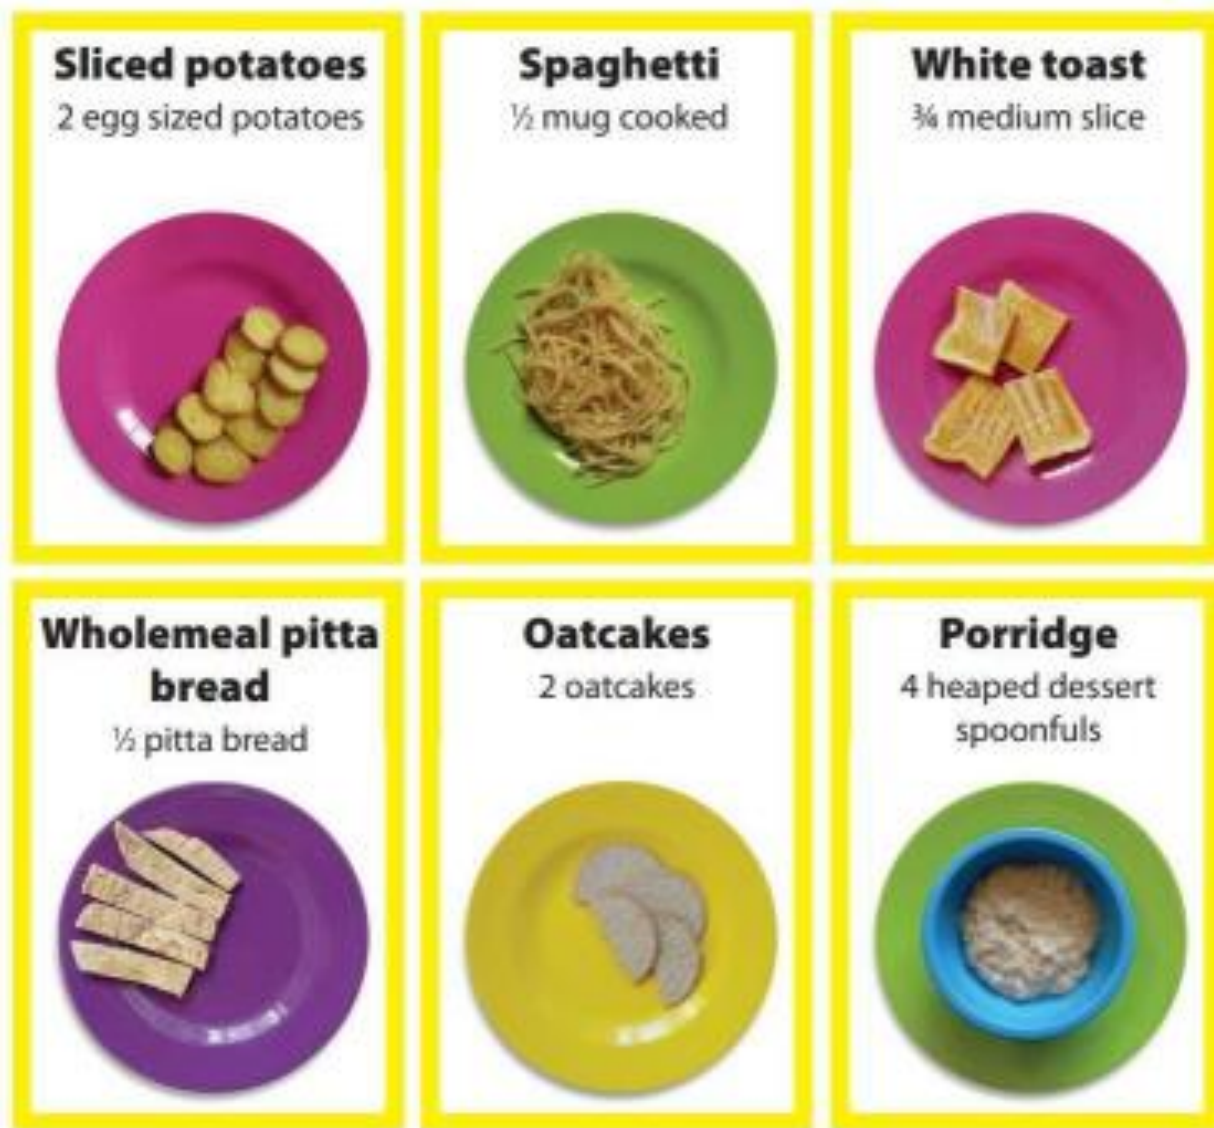 Sliced potatoes
2 egg sized potatoes
Spaghetti
½ mug cooked
White toast
¾ medium slice
Wholemeal pitta
bread
½ pitta bread
Oatcakes
2 oatcakes
Porridge
4 heaped dessert
spoonfuls